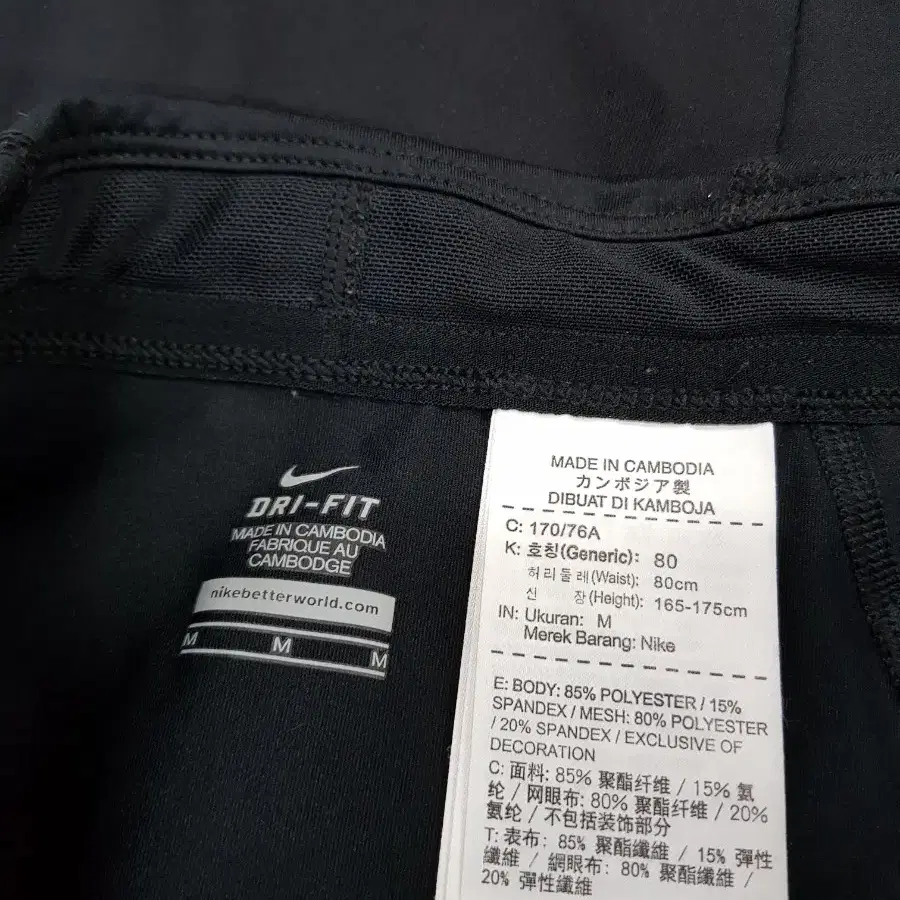 DRI-FIT
MADE IN CAMBODIA
FABRIQUE AU
CAMBODGE
nikebetterworld.com
M M M
MADE IN CAMBODIA
カンボジア製
DIBUAT DI KAMBOJA
C: 170/76A
K: 호칭(Generic): 80
허리둘레(Waist): 80cm
신 장(Height): 165-175cm
IN: Ukuran: M
Merek Barang: Nike
E: BODY: 85% POLYESTER / 15%
SPANDEX / MESH: 80% POLYESTER
/ 20% SPANDEX / EXCLUSIVE OF
DECORATION
C: 面料: 85% 聚酯纤维 / 15% 氨
纶 / 网眼布: 80% 聚酯纤维 / 20%
氨纶 / 不包括装饰部分
T: 表布: 85% 聚酯纖維 / 15% 彈性
纖維 / 網眼布: 80% 聚酯纖維 /
20% 彈性纖維